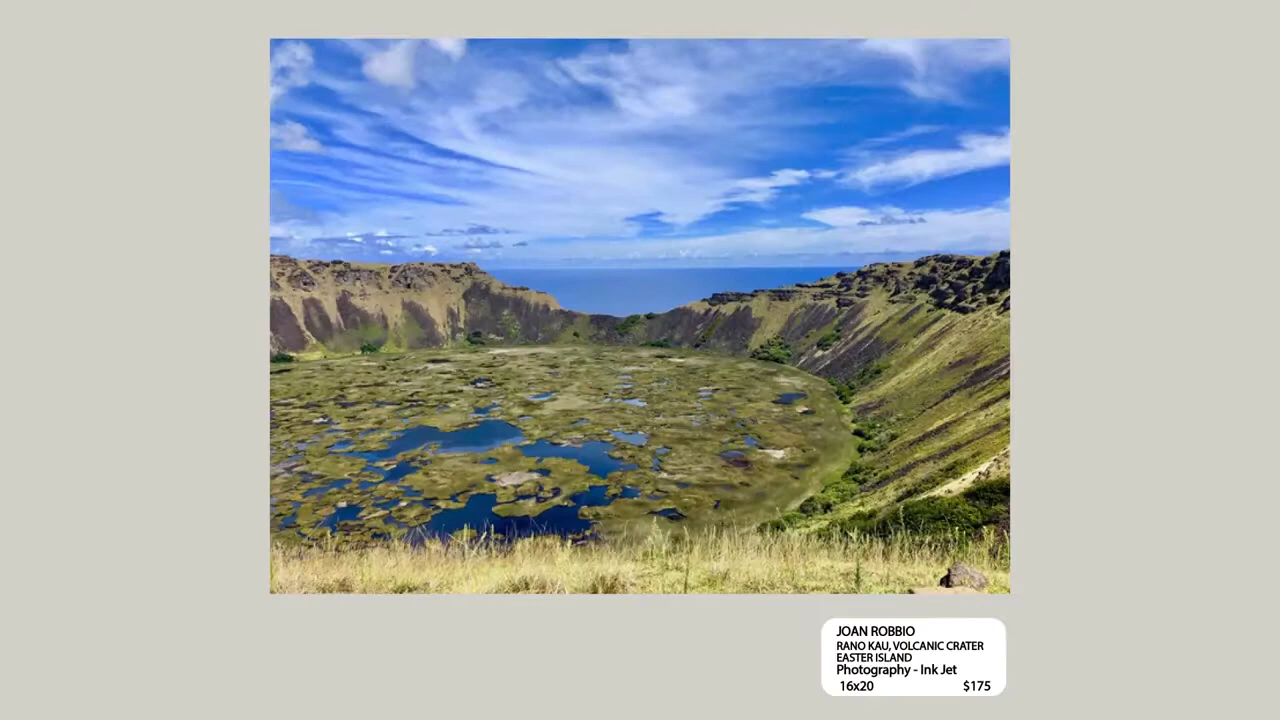 JOAN ROBBIO
RANO KAU, VOLCANIC CRATER
EASTER ISLAND
Photography - Ink Jet
16x20 $175